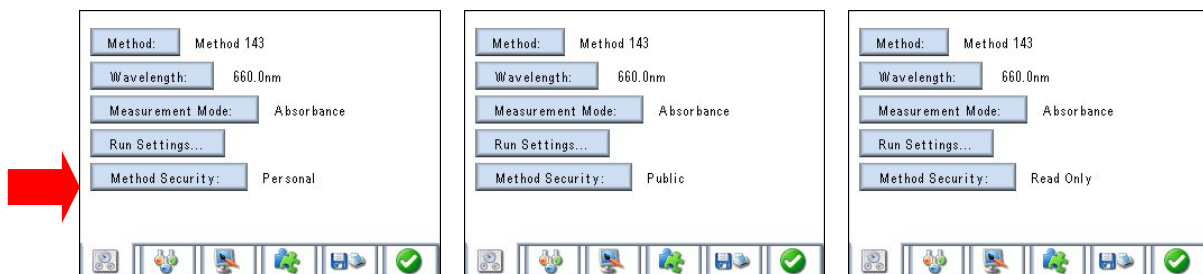 Method: Method 143
Wavelength: 660.0nm
Measurement Mode: Absorbance
Run Settings...
Method Security: Personal
Method: Method 143
Wavelength: 660.0nm
Measurement Mode: Absorbance
Run Settings...
Method Security: Public
Method: Method 143
Wavelength: 660.0nm
Measurement Mode: Absorbance
Run Settings...
Method Security: Read Only